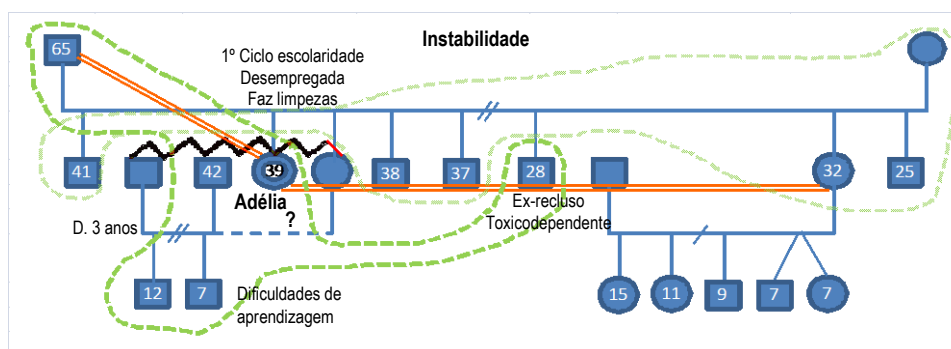 Instabilidade
65
1º Ciclo escolaridade
Desempregada
Faz limpezas
41
42
39
38
37
28
32
25
Adélia
?
Ex-recluso
Toxicodependente
D. 3 anos
12
7
Dificuldades de
aprendizagem
15
11
9
7
7